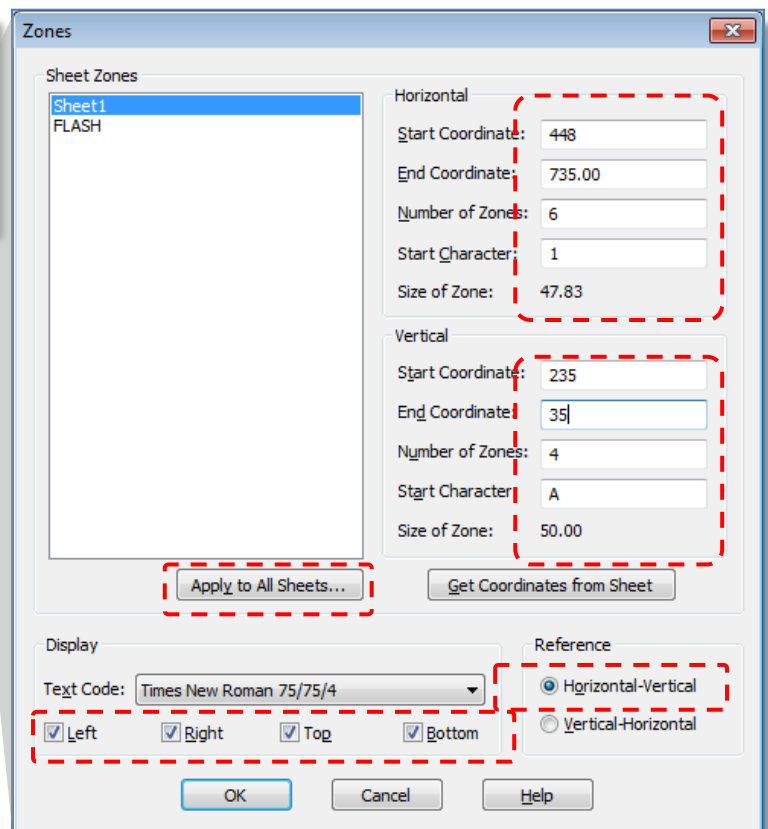 Zones
Sheet Zones
Sheet1
FLASH
Horizontal
Start Coordinate: 448
End Coordinate: 735.00
Number of Zones: 6
Start Character: 1
Size of Zone: 47.83
Vertical
Start Coordinate: 235
End Coordinate: 35
Number of Zones: 4
Start Character: A
Size of Zone: 50.00
Apply to All Sheets...
Get Coordinates from Sheet
Display
Text Code: Times New Roman 75/75/4
Left Right Top Bottom
Reference
Horizontal-Vertical
Vertical-Horizontal
OK Cancel Help